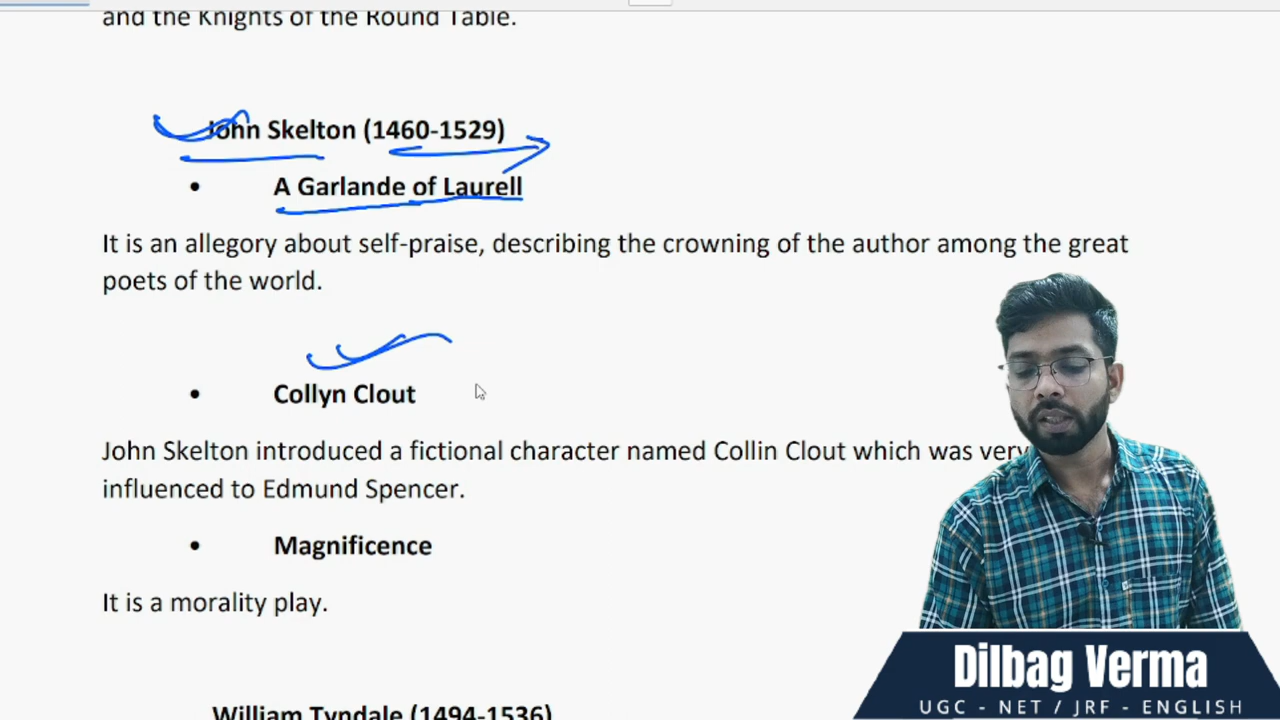 and the Knights of the Round Table.
John Skelton (1460-1529)
• A Garlande of Laurell
It is an allegory about self-praise, describing the crowning of the author among the great
poets of the world.
• Collyn Clout
John Skelton introduced a fictional character named Collin Clout which was very
influenced to Edmund Spencer.
• Magnificence
It is a morality play.
William Tyndale (1494-1536)
Dilbag Verma
UGC - NET / JRF - ENGLISH